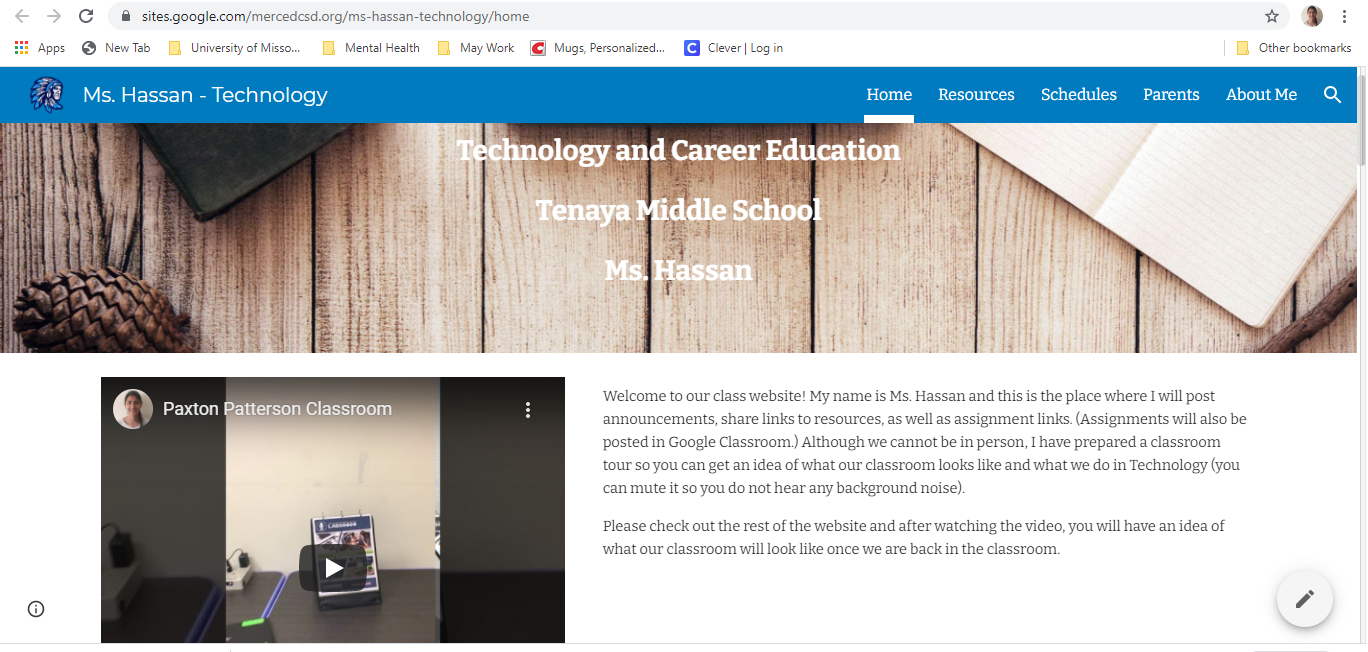 sites.google.com/mercedcsd.org/ms-hassan-technology/home
Apps New Tab University of Misso... Mental Health May Work Mugs, Personalized... Clever | Log in Other bookmarks
Ms. Hassan - Technology Home Resources Schedules Parents About Me
Technology and Career Education
Tenaya Middle School
Ms. Hassan
Paxton Patterson Classroom
Welcome to our class website! My name is Ms. Hassan and this is the place where I will post
announcements, share links to resources, as well as assignment links. (Assignments will also be
posted in Google Classroom.) Although we cannot be in person, I have prepared a classroom
tour so you can get an idea of what our classroom looks like and what we do in Technology (you
can mute it so you do not hear any background noise).
Please check out the rest of the website and after watching the video, you will have an idea of
what our classroom will look like once we are back in the classroom.